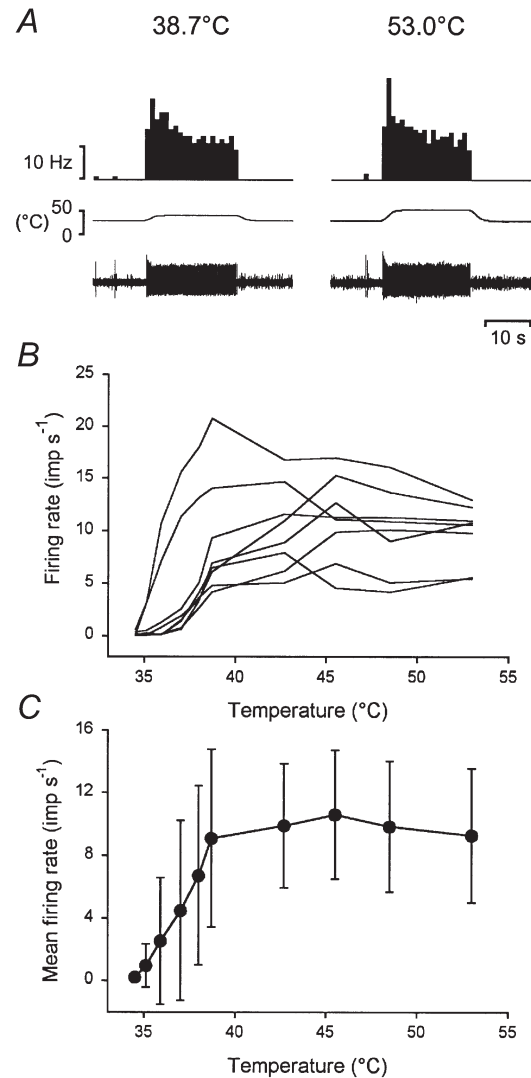 A
38.7°C 53.0°C
10 Hz
(°C) 50
0
10 s
B
25
20
15
10
5
0
Firing rate (imp s⁻¹)
35 40 45 50 55
Temperature (°C)
C
16
12
8
4
0
Mean firing rate (imp s⁻¹)
35 40 45 50 55
Temperature (°C)